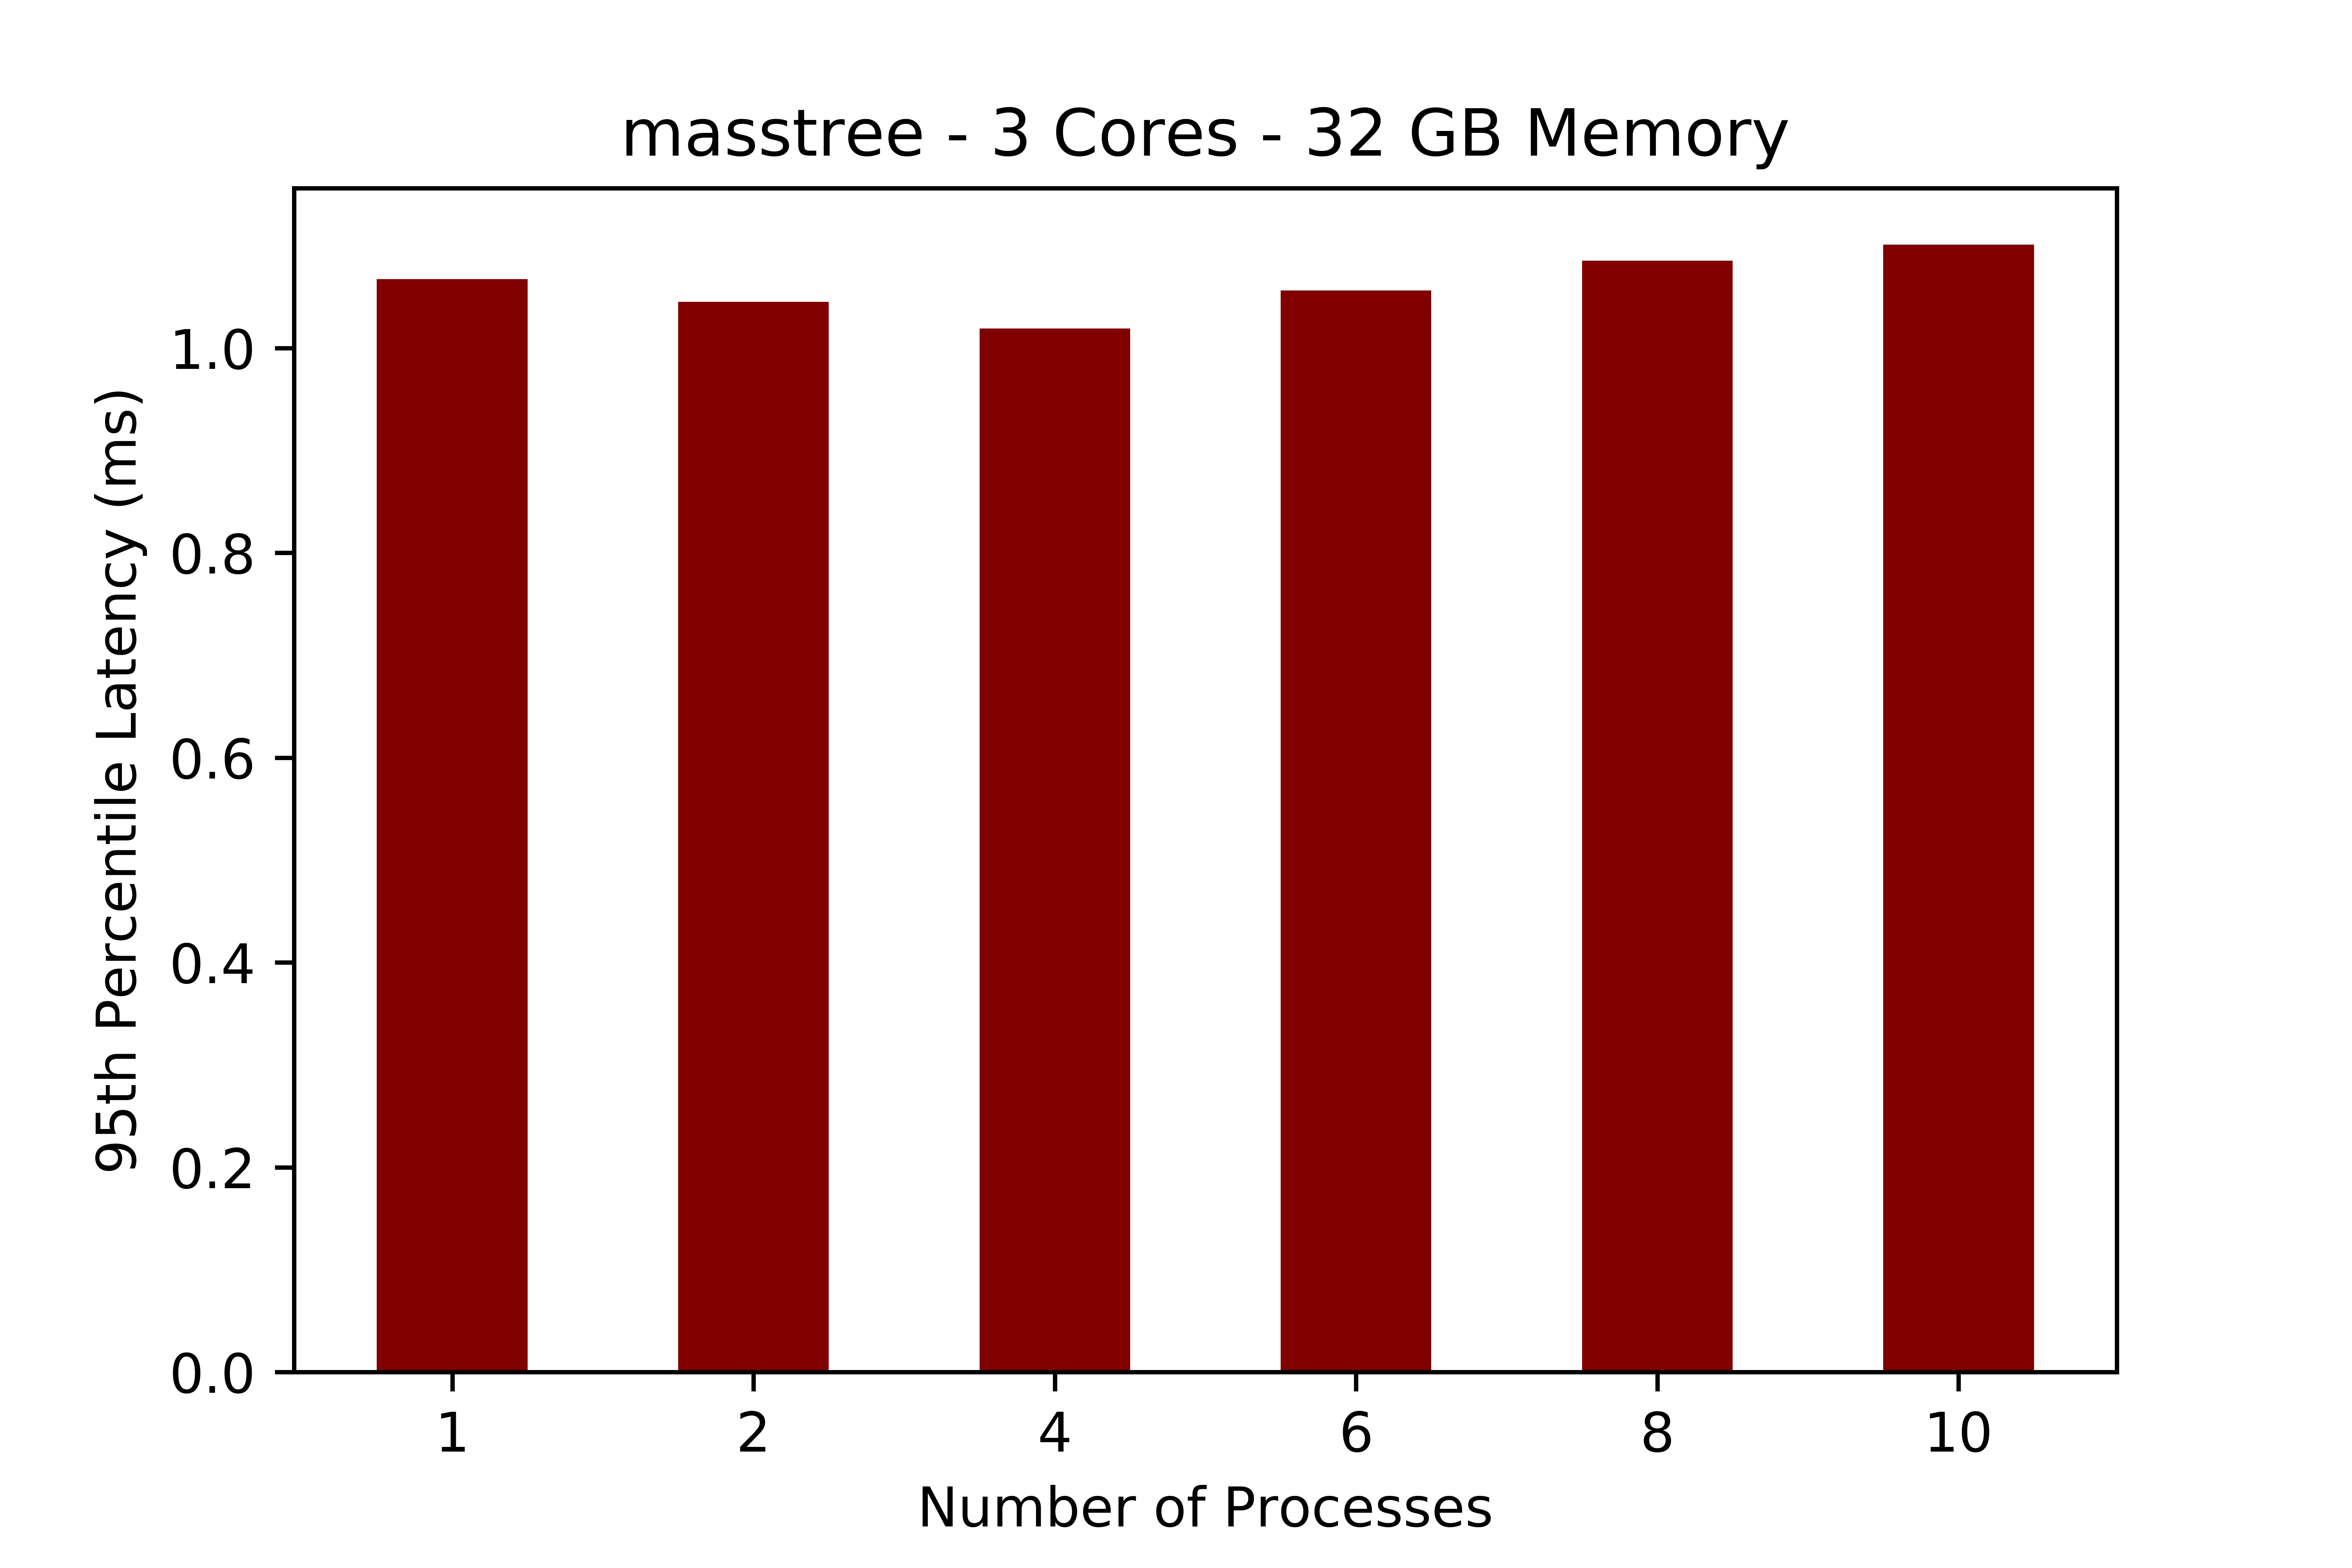 masstree - 3 Cores - 32 GB Memory
95th Percentile Latency (ms)
1.0
0.8
0.6
0.4
0.2
0.0
1 2 4 6 8 10
Number of Processes